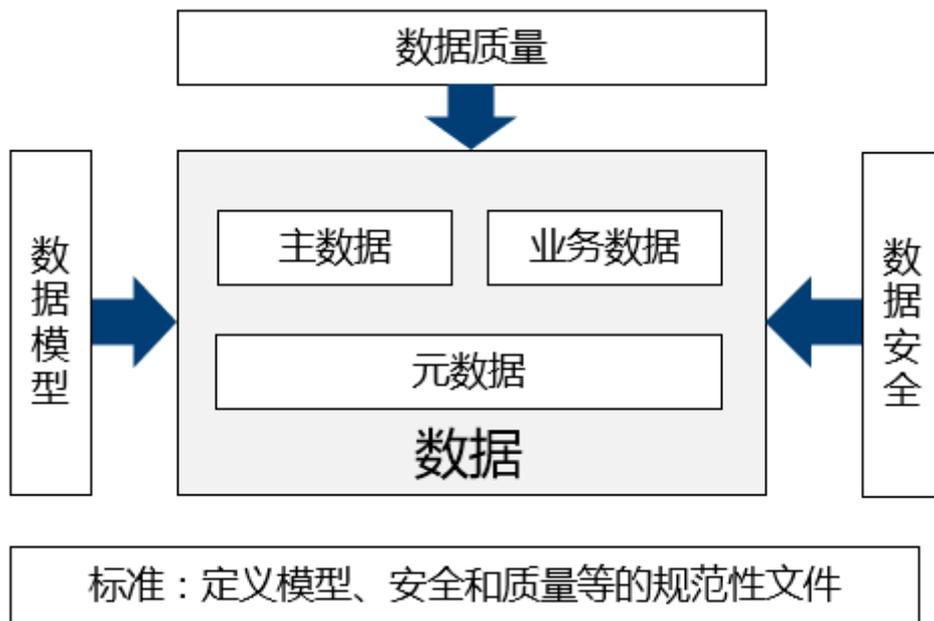 数据质量
数据模型
主数据
业务数据
元数据
数据
数据安全
标准：定义模型、安全和质量等的规范性文件